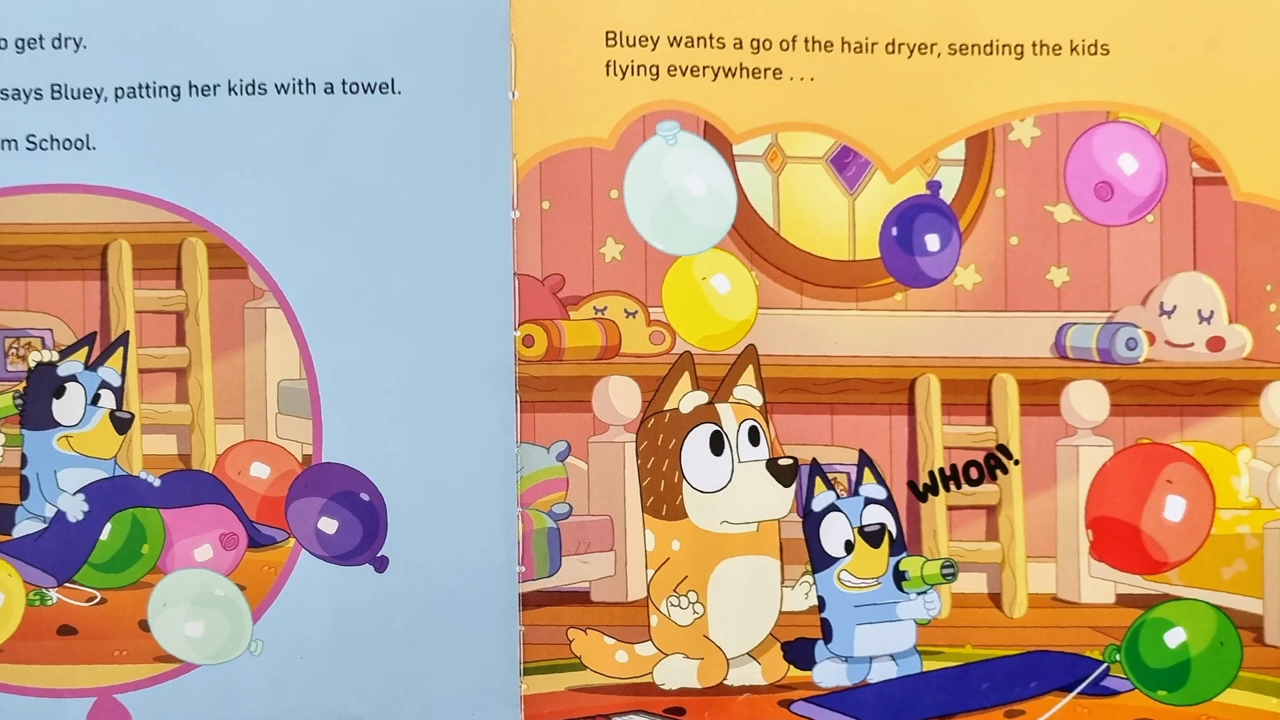 o get dry.
says Bluey, patting her kids with a towel.
m School.
Bluey wants a go of the hair dryer, sending the kids
flying everywhere . . .
WHOA!